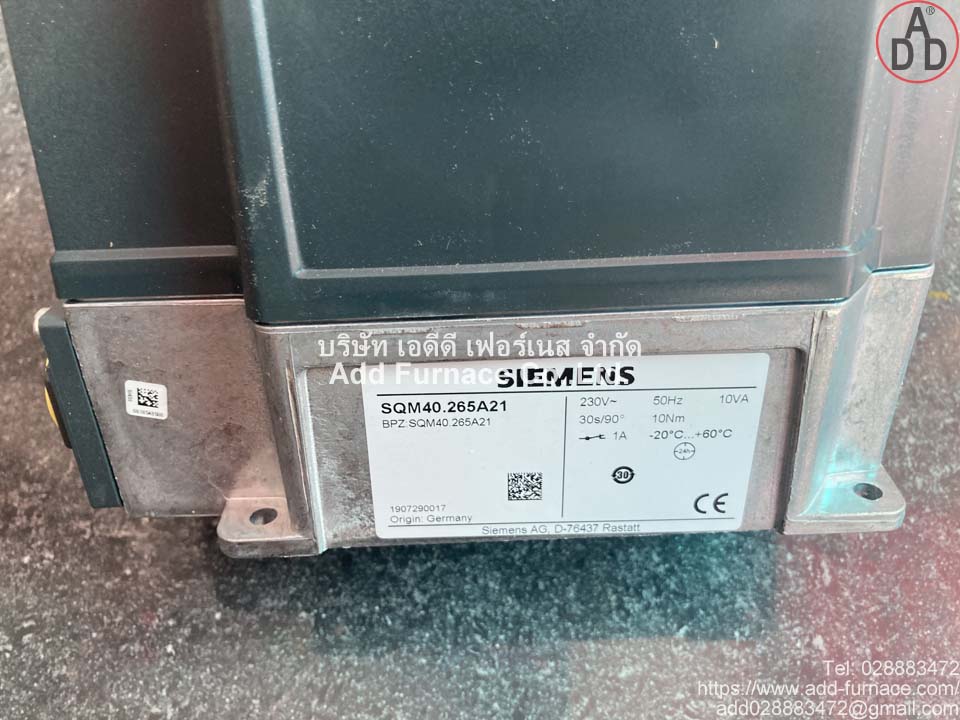 ADD®
บริษัท เอดีดี เฟอร์เนส จำกัด
Add Furnace
SIEMENS
SQM40.265A21
BPZ:SQM40.265A21
230V~ 50Hz 10VA
30s/90° 10Nm
1A -20°C...+60°C
24h
30
1907290017
Origin: Germany
CE
Siemens AG, D-76437 Rastatt
Tel: 028883472
https://www.add-furnace.com
add028883472@gmail.com